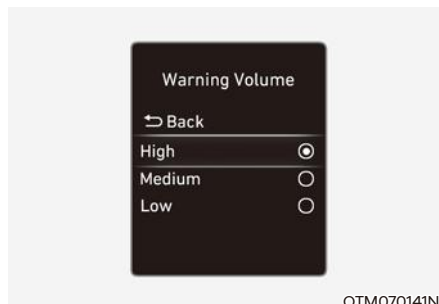 Warning Volume
Back
High
Medium
Low
OTM070141N